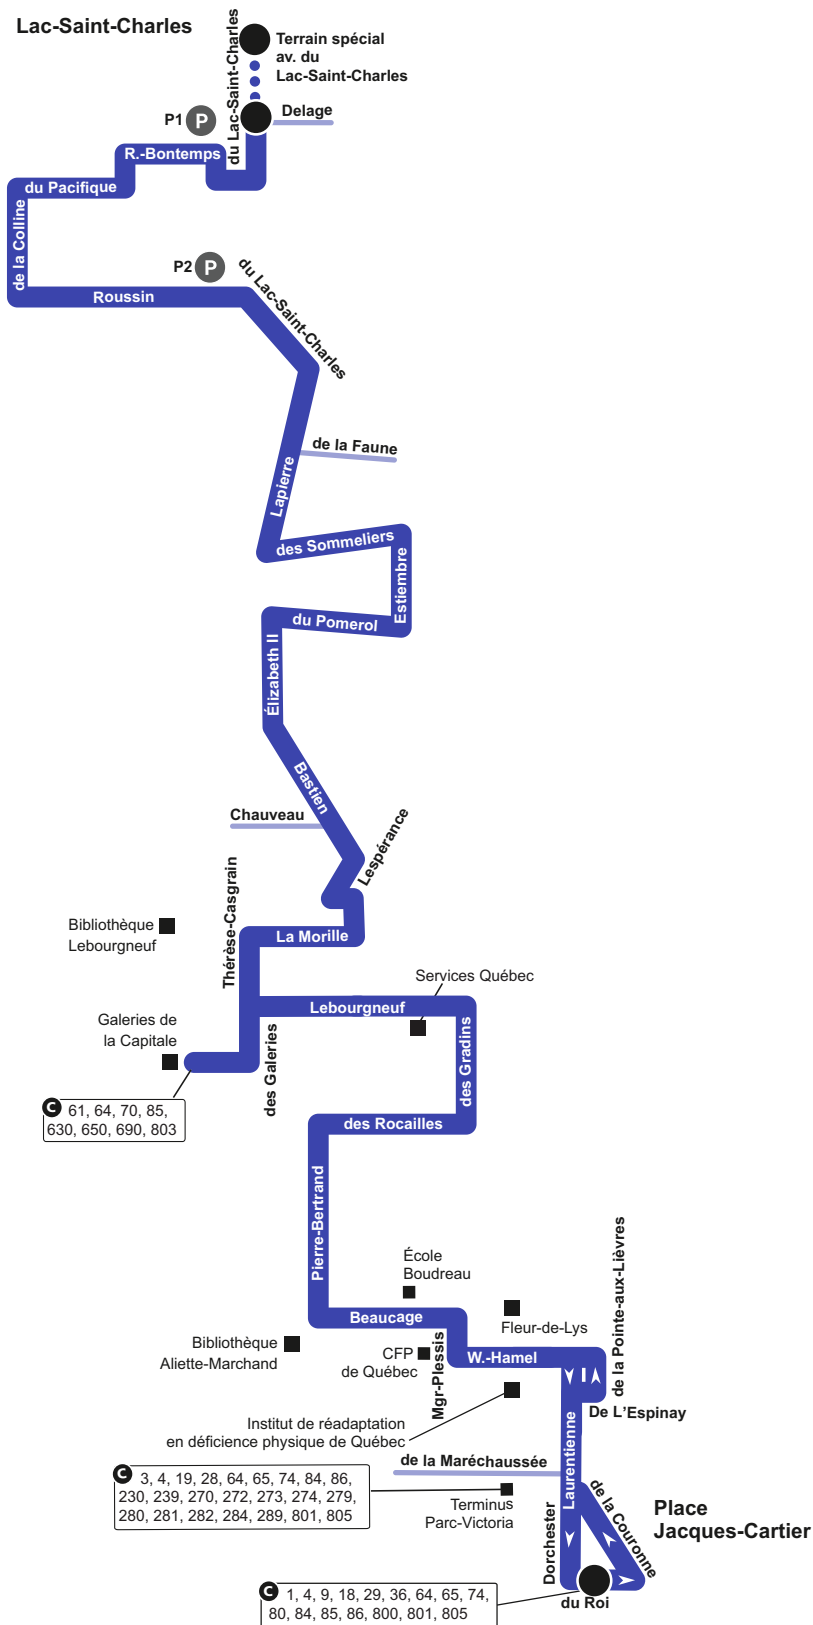 Lac-Saint-Charles
du Lac-Saint-Charles
Terrain spécial
av. du
Lac-Saint-Charles
P1 P
Delage
R.-Bontemps
du Pacifique
de la Colline
P2 P
du Lac-Saint-Charles
Roussin
de la Faune
Lapierre
des Sommeliers
Estiembre
du Pomerol
Élizabeth II
Bastien
Chauveau
Lespérance
Thérèse-Casgrain
Bibliothèque
Lebourgneuf
La Morille
Services Québec
Lebourgneuf
Galeries de
la Capitale
des Galeries
des Gradins
C 61, 64, 70, 85,
630, 650, 690, 803
des Rocailles
Pierre-Bertrand
École
Boudreau
de la Pointe-aux-Lièvres
Beaucage
Fleur-de-Lys
Bibliothèque
Aliette-Marchand
CFP
de Québec
Mgr-Plessis
W.-Hamel
De L'Espinay
Institut de réadaptation
en déficience physique de Québec
Laurentienne
de la Maréchaussée
C 3, 4, 19, 28, 64, 65, 74, 84, 86,
230, 239, 270, 272, 273, 274, 279,
280, 281, 282, 284, 289, 801, 805
Terminus
Parc-Victoria
Dorchester
de la Couronne
Place
Jacques-Cartier
du Roi
C 1, 4, 9, 18, 29, 36, 64, 65, 74,
80, 84, 85, 86, 800, 801, 805